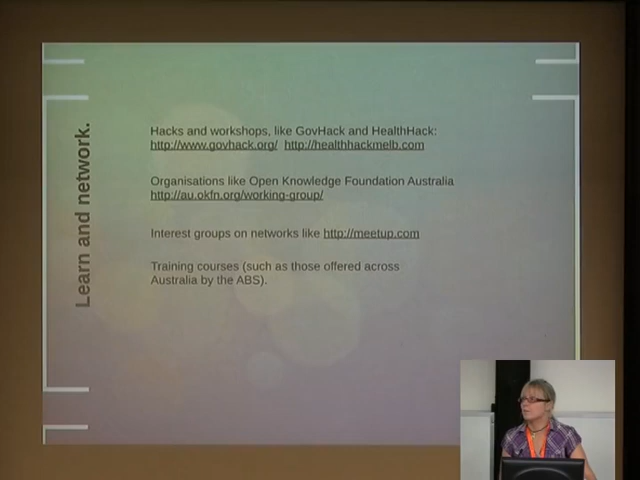 Learn and network.
Hacks and workshops, like GovHack and HealthHack:
http://www.govhack.org/ http://healthhackmelb.com
Organisations like Open Knowledge Foundation Australia
http://au.okfn.org/working-group/
Interest groups on networks like http://meetup.com
Training courses (such as those offered across
Australia by the ABS).